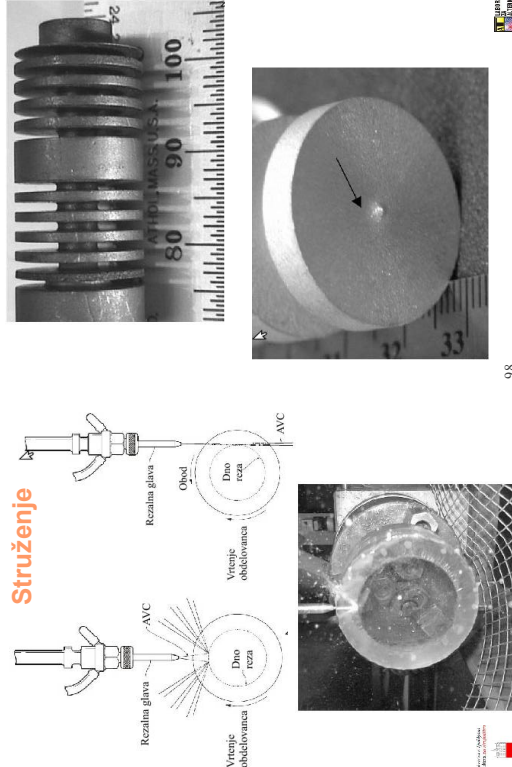 Struženje
Rezalna glava
AVC
Dno
reza
Vrtenje
obdelovanca
Rezalna glava
Obod
AVC
Dno
reza
Vrtenje
obdelovanca
ATHOL, MASS. U.S.A.
80
90
100
32
33
98